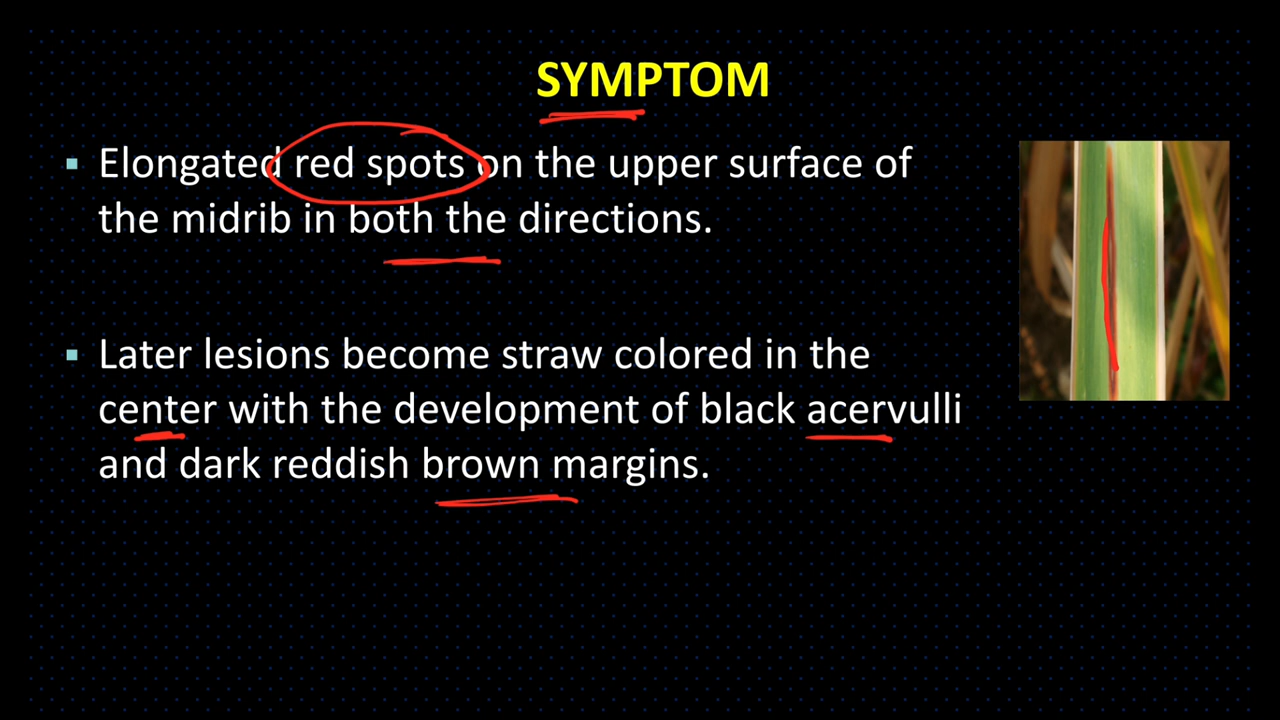 SYMPTOM
▪ Elongated red spots on the upper surface of
the midrib in both the directions.
▪ Later lesions become straw colored in the
center with the development of black acervulli
and dark reddish brown margins.